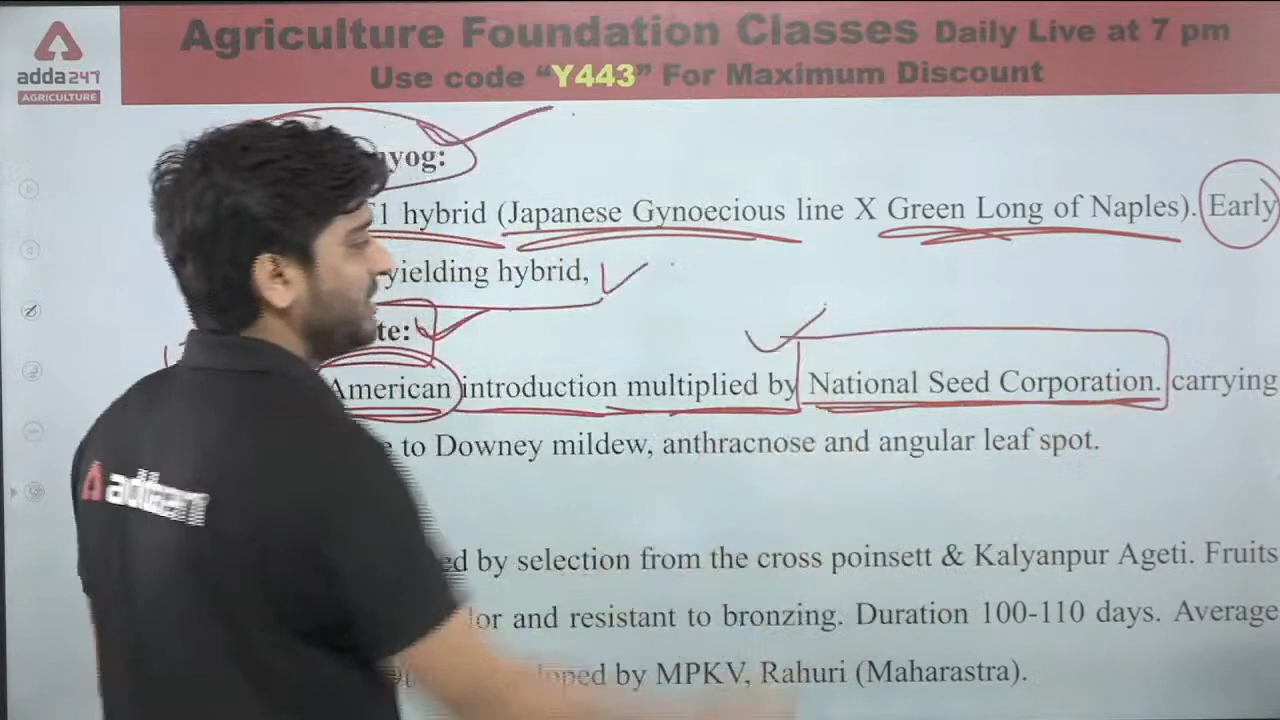 Agriculture Foundation Classes Daily Live at 7 pm
adda247
AGRICULTURE
Use code “Y443” For Maximum Discount
yog:
1 hybrid (Japanese Gynoecious line X Green Long of Naples). Early
yielding hybrid,
te:
American introduction multiplied by National Seed Corporation. carrying
e to Downey mildew, anthracnose and angular leaf spot.
ed by selection from the cross poinsett & Kalyanpur Ageti. Fruits
lor and resistant to bronzing. Duration 100-110 days. Average
oped by MPKV, Rahuri (Maharastra).